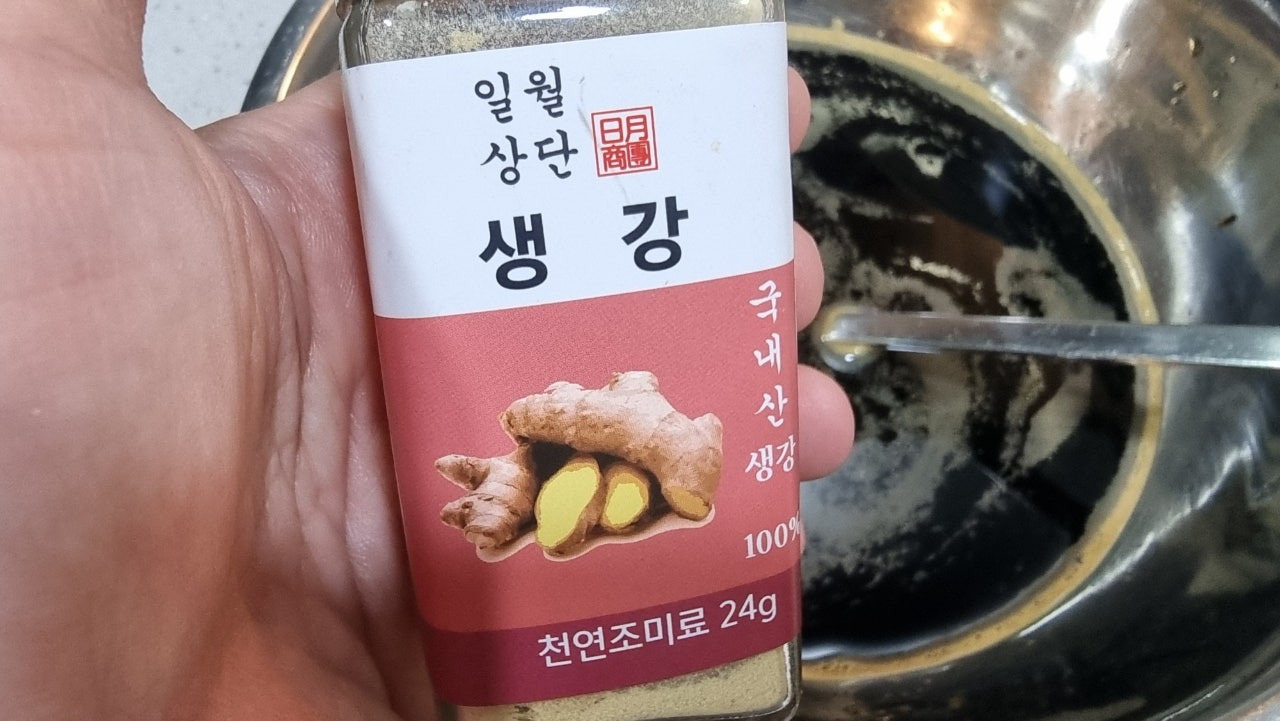 일월
상단
日月
商團
생강
국내산 생강 100%
천연조미료 24g